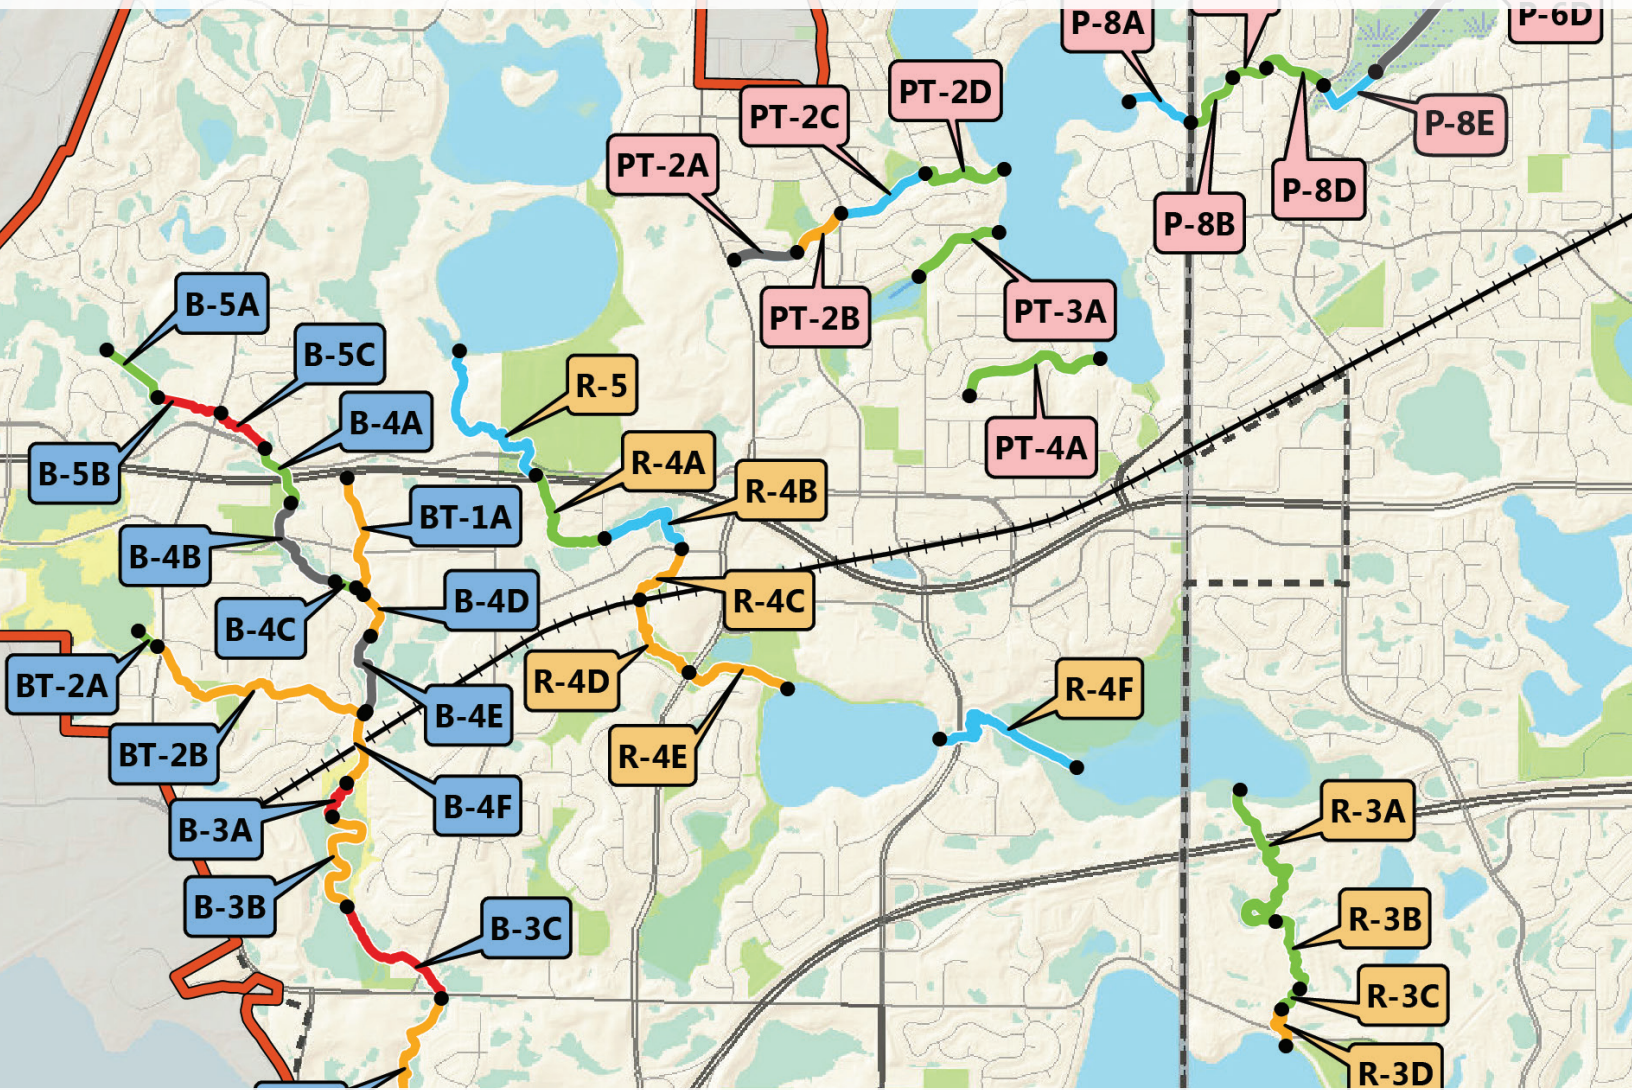 P-8A
P-6D
PT-2D
PT-2C
P-8E
PT-2A
P-8D
P-8B
B-5A
PT-3A
PT-2B
B-5C
R-5
B-4A
PT-4A
R-4A
B-5B
R-4B
BT-1A
B-4B
B-4D
R-4C
B-4C
BT-2A
R-4D
R-4F
B-4E
BT-2B
R-4E
B-4F
R-3A
B-3A
B-3B
R-3B
B-3C
R-3C
R-3D